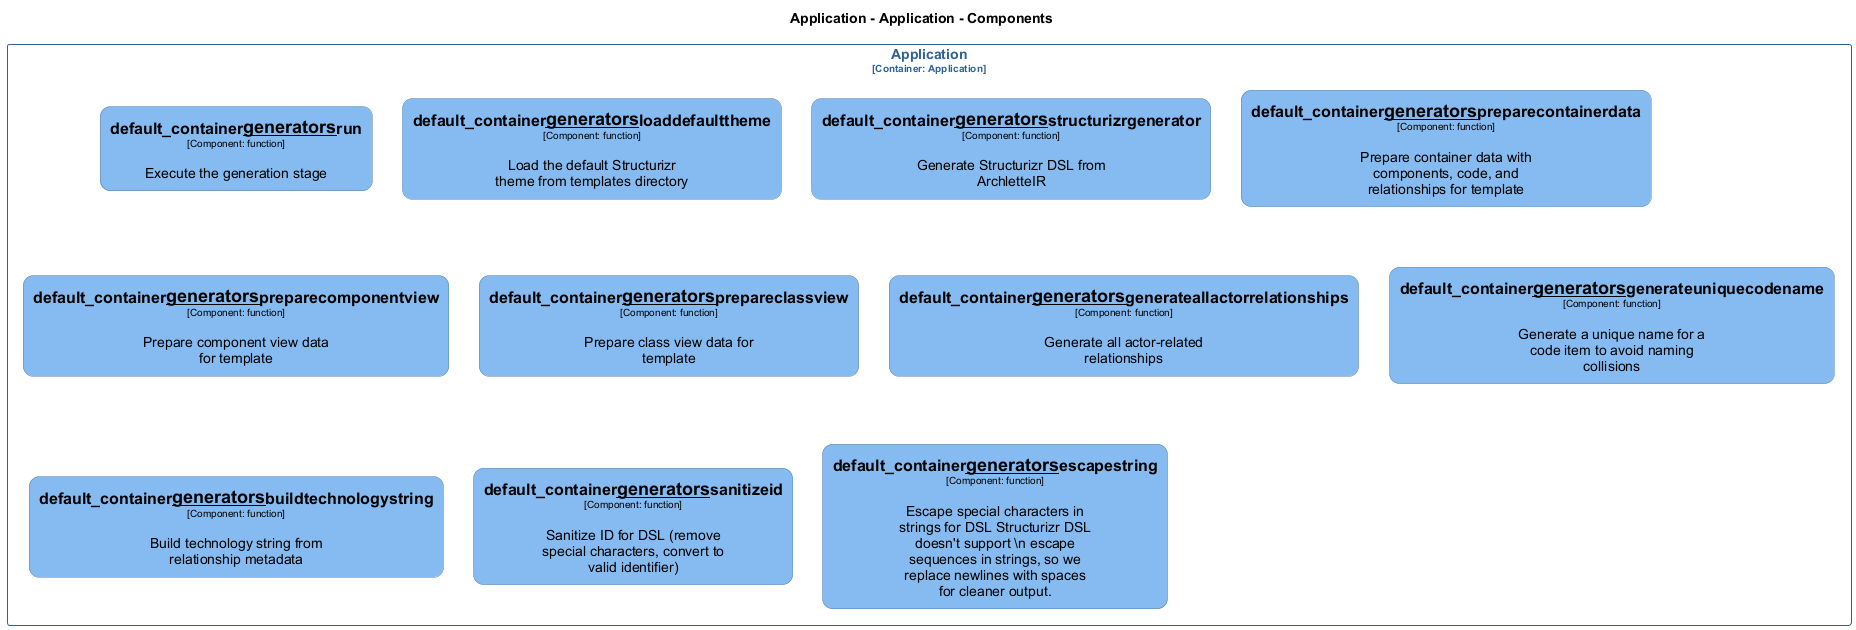 Application - Application - Components
Application
[Container: Application]
default_containergeneratorsrun
[Component: function]
Execute the generation stage
default_containergeneratorsloaddefaulttheme
[Component: function]
Load the default Structurizr
theme from templates directory
default_containergeneratorsstructurizrgenerator
[Component: function]
Generate Structurizr DSL from
ArchletteIR
default_containergeneratorspreparecontainerdata
[Component: function]
Prepare container data with
components, code, and
relationships for template
default_containergeneratorspreparecomponentview
[Component: function]
Prepare component view data
for template
default_containergeneratorsprepareclassview
[Component: function]
Prepare class view data for
template
default_containergeneratorsgenerateallactorrelationships
[Component: function]
Generate all actor-related
relationships
default_containergeneratorsgenerateuniquecodename
[Component: function]
Generate a unique name for a
code item to avoid naming
collisions
default_containergeneratorsbuildtechnologystring
[Component: function]
Build technology string from
relationship metadata
default_containergeneratorssanitizeid
[Component: function]
Sanitize ID for DSL (remove
special characters, convert to
valid identifier)
default_containergeneratorsescapestring
[Component: function]
Escape special characters in
strings for DSL Structurizr DSL
doesn't support \n escape
sequences in strings, so we
replace newlines with spaces
for cleaner output.